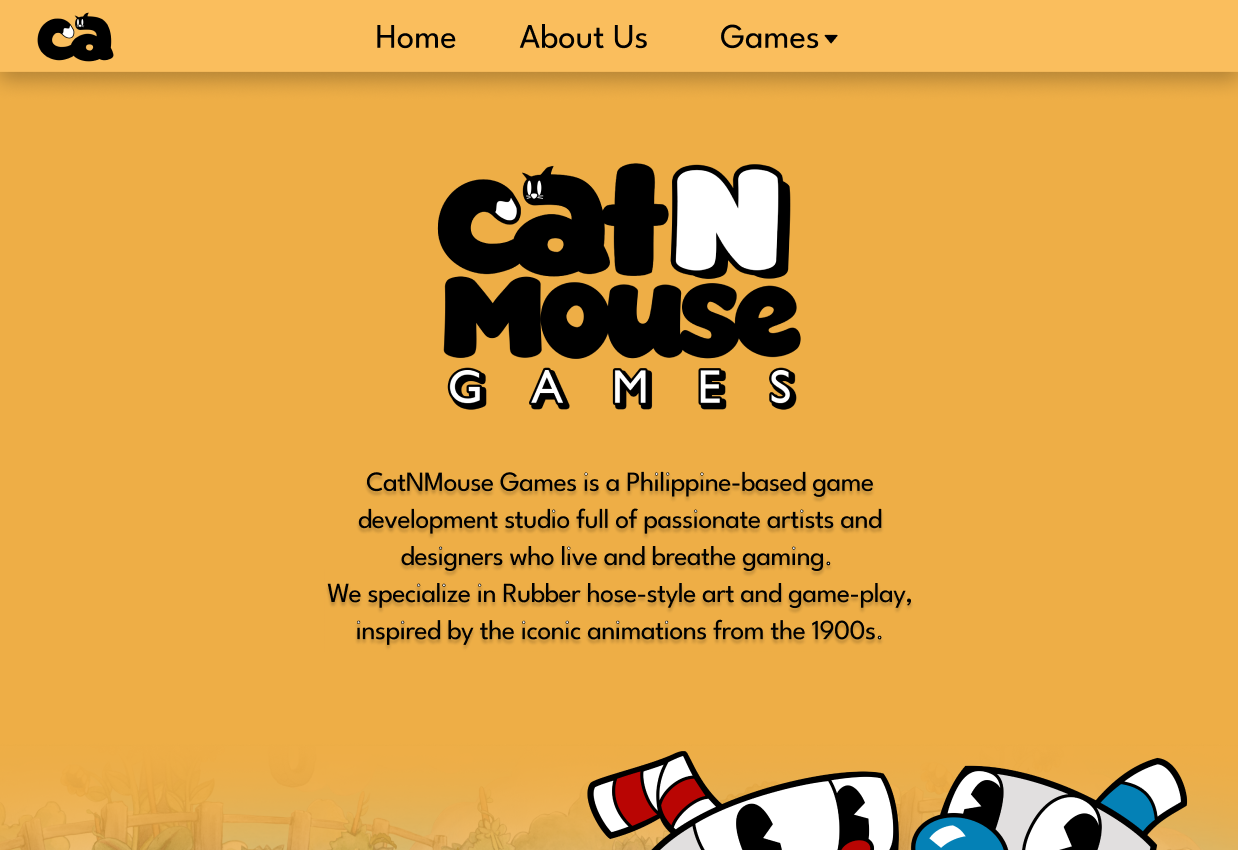 ca
Home About Us Games
catN
Mouse
GAMES
CatNMouse Games is a Philippine-based game
development studio full of passionate artists and
designers who live and breathe gaming.
We specialize in Rubber hose-style art and game-play,
inspired by the iconic animations from the 1900s.